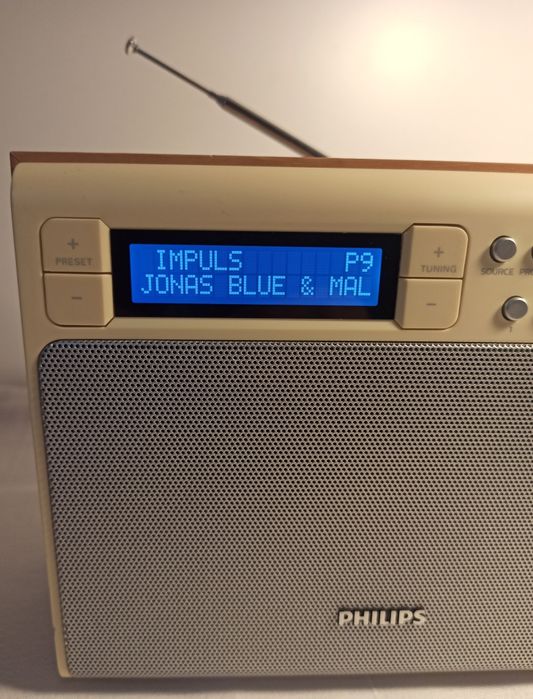 +
PRESET
-
IMPULS P9
JONAS BLUE & MAL
+
TUNING
-
SOURCE
PHILIPS